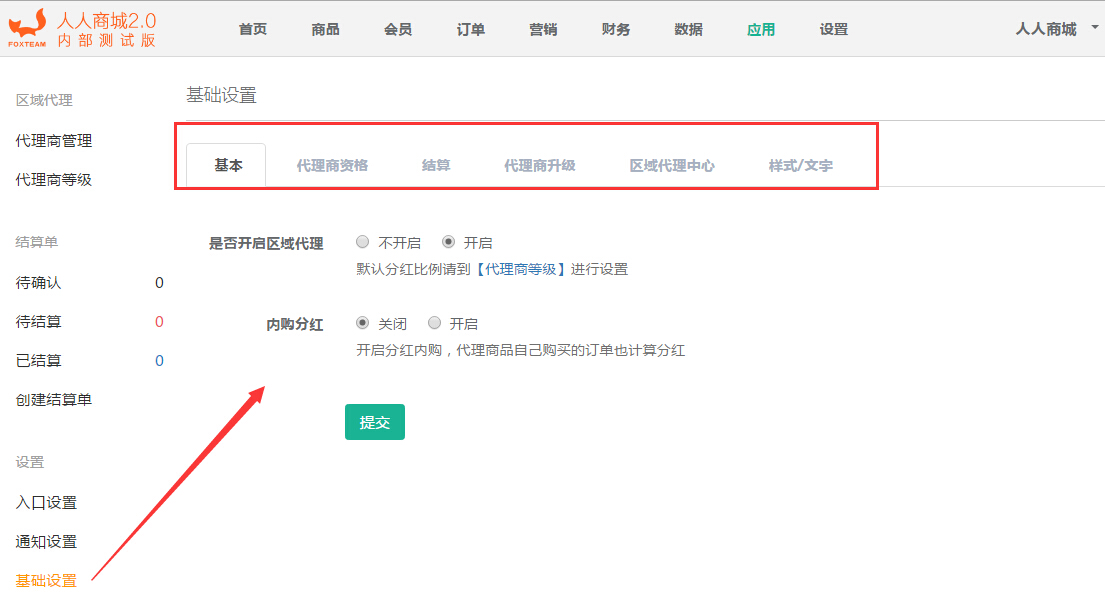 人人商城2.0
内部测试版
FOXTEAM
首页 商品 会员 订单 营销 财务 数据 应用 设置 人人商城
区域代理
代理商管理
代理商等级
结算单
待确认 0
待结算 0
已结算 0
创建结算单
设置
入口设置
通知设置
基础设置
基础设置
基本 代理商资格 结算 代理商升级 区域代理中心 样式/文字
是否开启区域代理 不开启 开启
默认分红比例请到【代理商等级】进行设置
内购分红 关闭 开启
开启分红内购，代理商品自己购买的订单也计算分红
提交